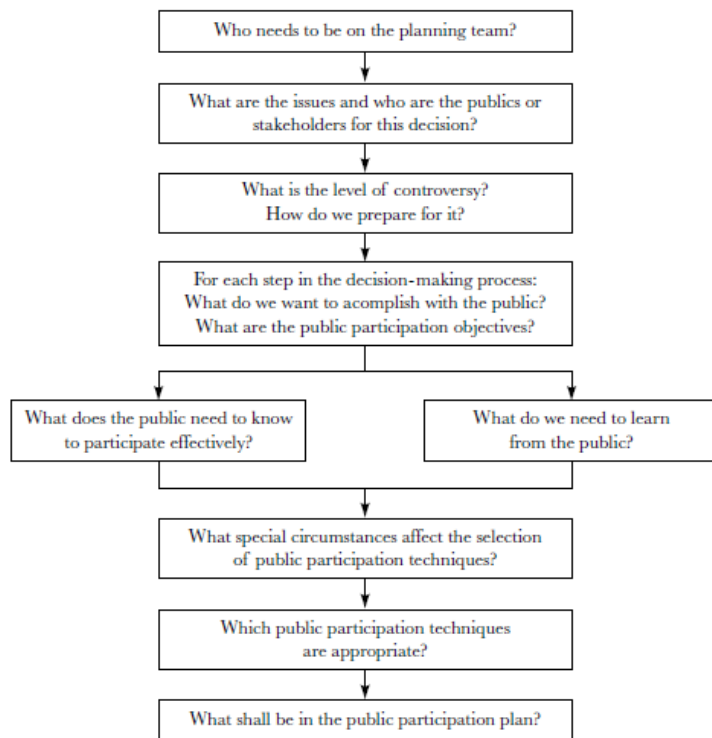 Who needs to be on the planning team?
What are the issues and who are the publics or
stakeholders for this decision?
What is the level of controversy?
How do we prepare for it?
For each step in the decision-making process:
What do we want to acomplish with the public?
What are the public participation objectives?
What does the public need to know
to participate effectively?
What do we need to learn
from the public?
What special circumstances affect the selection
of public participation techniques?
Which public participation techniques
are appropriate?
What shall be in the public participation plan?